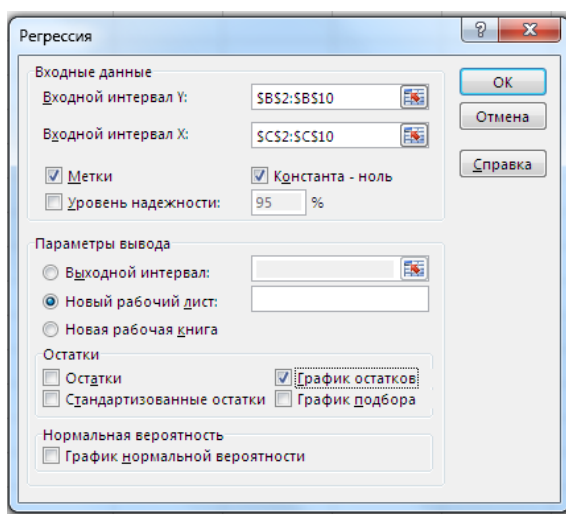 Регрессия
Входные данные
Входной интервал Y: $B$2:$B$10
Входной интервал X: $C$2:$C$10
Метки Константа - ноль
Уровень надежности: 95 %
OK
Отмена
Справка
Параметры вывода
Выходной интервал:
Новый рабочий лист:
Новая рабочая книга
Остатки
Остатки График остатков
Стандартизованные остатки График подбора
Нормальная вероятность
График нормальной вероятности